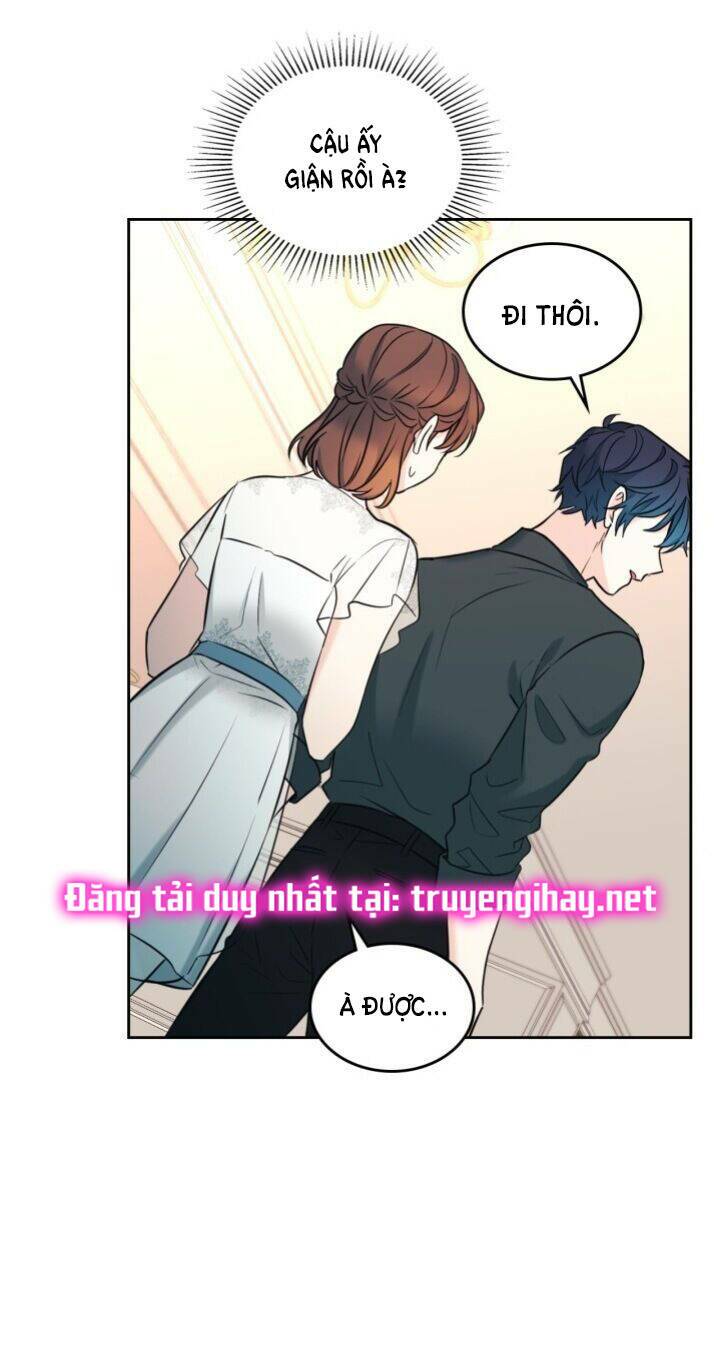 CẬU ẤY
GIẬN RỒI À?
ĐI THÔI.
Đăng tải duy nhất tại: truyengihay.net
À ĐƯỢC...